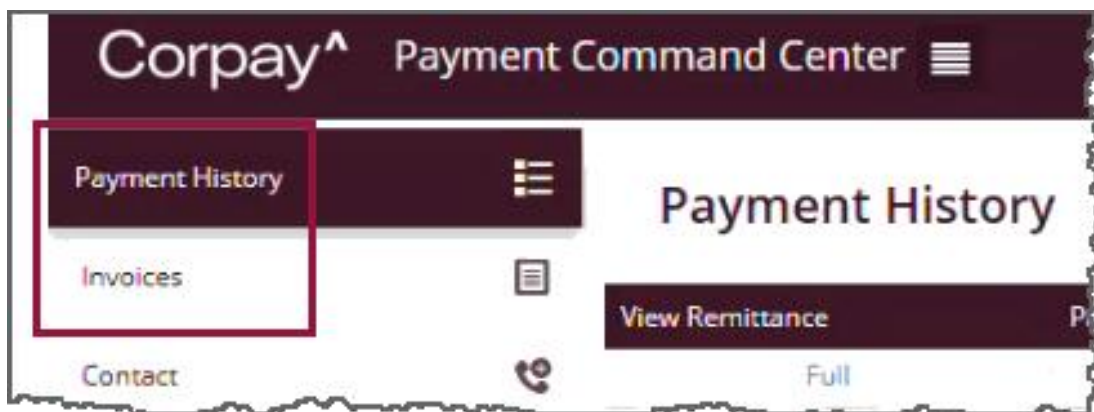 Corpay^ Payment Command Center
Payment History
Invoices
Contact
Payment History
View Remittance
Full